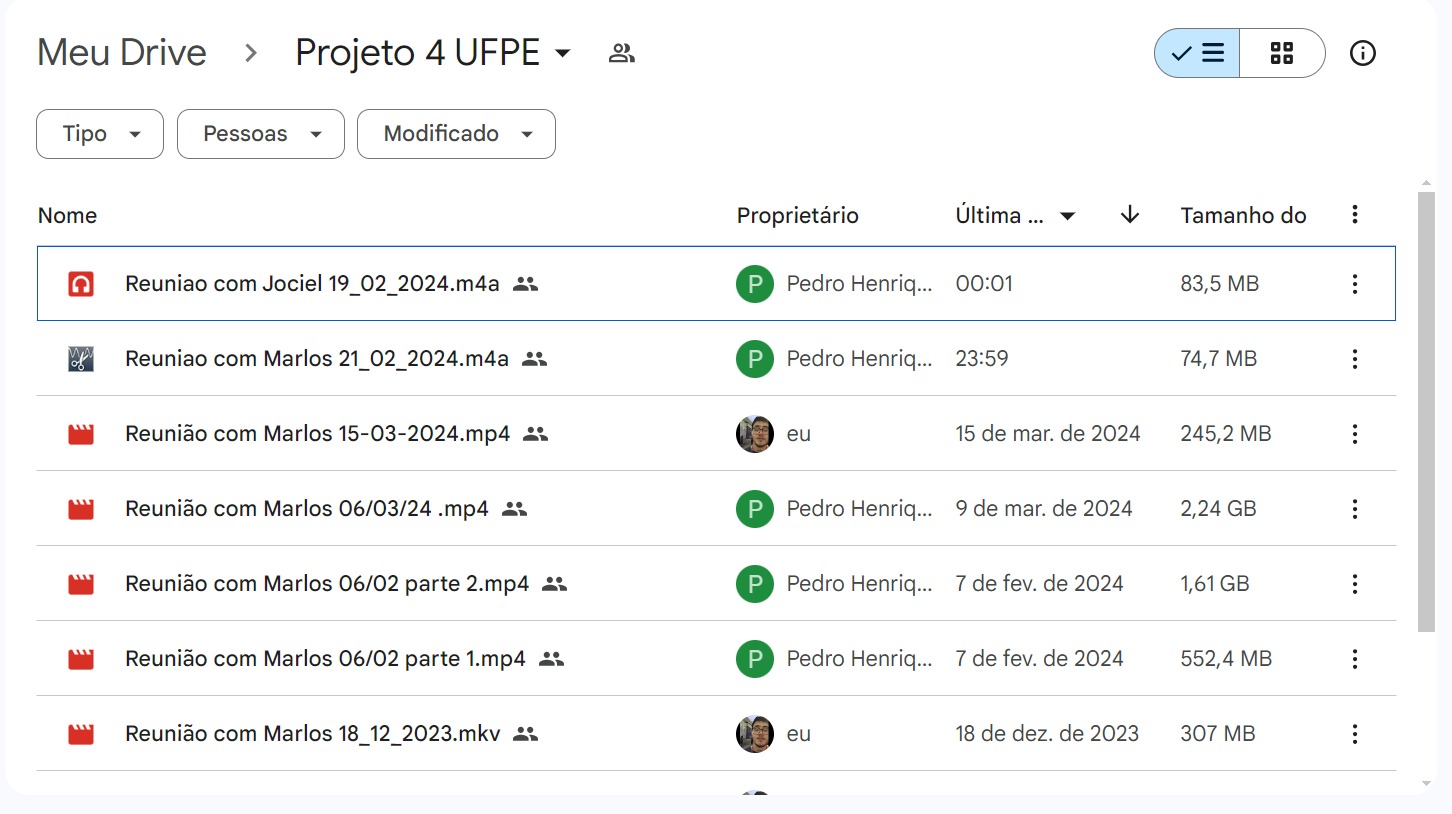 Meu Drive > Projeto 4 UFPE
Tipo Pessoas Modificado
Nome Proprietário Última ... Tamanho do
Reuniao com Jociel 19_02_2024.m4a P Pedro Henriq... 00:01 83,5 MB
Reuniao com Marlos 21_02_2024.m4a P Pedro Henriq... 23:59 74,7 MB
Reunião com Marlos 15-03-2024.mp4 eu 15 de mar. de 2024 245,2 MB
Reunião com Marlos 06/03/24 .mp4 P Pedro Henriq... 9 de mar. de 2024 2,24 GB
Reunião com Marlos 06/02 parte 2.mp4 P Pedro Henriq... 7 de fev. de 2024 1,61 GB
Reunião com Marlos 06/02 parte 1.mp4 P Pedro Henriq... 7 de fev. de 2024 552,4 MB
Reunião com Marlos 18_12_2023.mkv eu 18 de dez. de 2023 307 MB